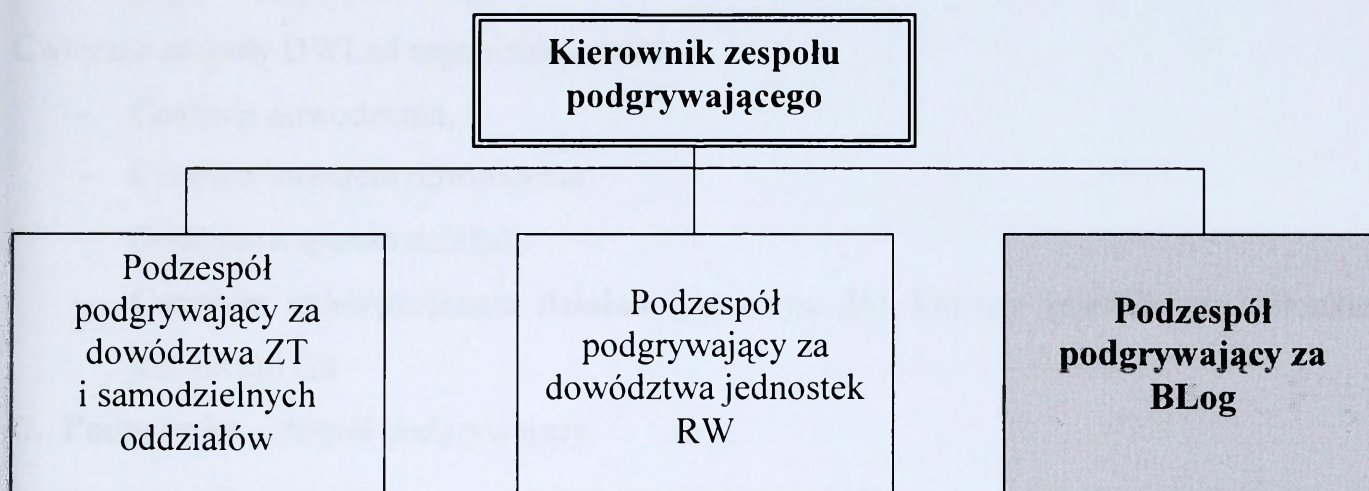 Kierownik zespołu
podgrywającego
Podzespół
podgrywający za
dowództwa ZT
i samodzielnych
oddziałów
Podzespół
podgrywający za
dowództwa jednostek
RW
Podzespół
podgrywający za
BLog